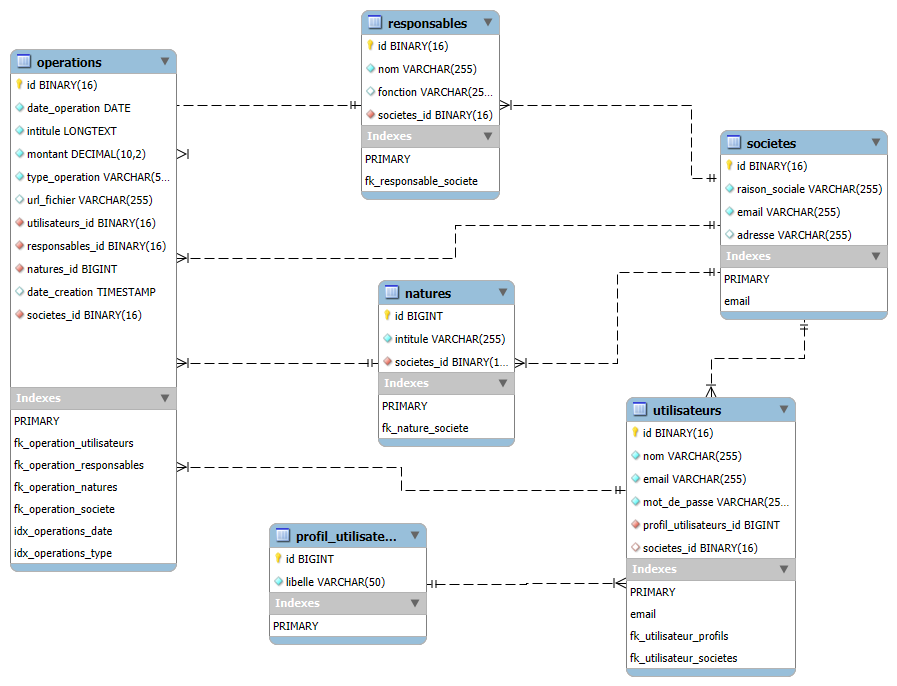 responsables
id BINARY(16)
nom VARCHAR(255)
fonction VARCHAR(25...
societes_id BINARY(16)
Indexes
PRIMARY
fk_responsable_societe
operations
id BINARY(16)
date_operation DATE
intitule LONGTEXT
montant DECIMAL(10,2)
type_operation VARCHAR(5...
url_fichier VARCHAR(255)
utilisateurs_id BINARY(16)
responsables_id BINARY(16)
natures_id BIGINT
date_creation TIMESTAMP
societes_id BINARY(16)
Indexes
PRIMARY
fk_operation_utilisateurs
fk_operation_responsables
fk_operation_natures
fk_operation_societe
idx_operations_date
idx_operations_type
societes
id BINARY(16)
raison_sociale VARCHAR(255)
email VARCHAR(255)
adresse VARCHAR(255)
Indexes
PRIMARY
email
natures
id BIGINT
intitule VARCHAR(255)
societes_id BINARY(1...
Indexes
PRIMARY
fk_nature_societe
utilisateurs
id BINARY(16)
nom VARCHAR(255)
email VARCHAR(255)
mot_de_passe VARCHAR(25...
profil_utilisateurs_id BIGINT
societes_id BINARY(16)
Indexes
PRIMARY
email
fk_utilisateur_profils
fk_utilisateur_societes
profil_utilisate...
id BIGINT
libelle VARCHAR(50)
Indexes
PRIMARY